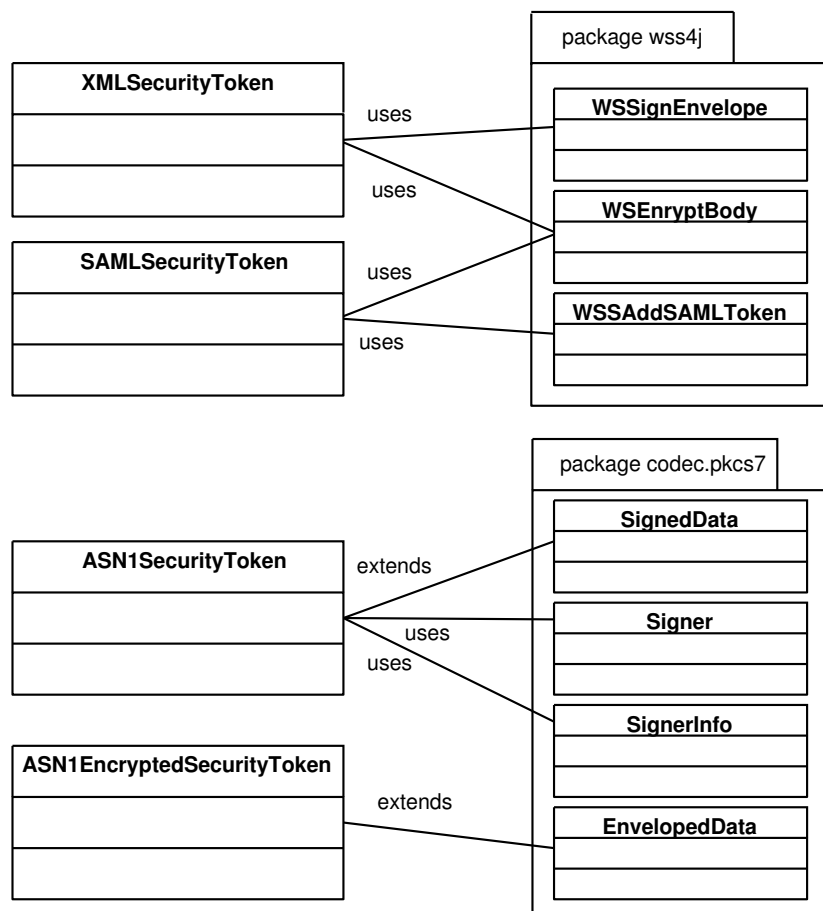 package wss4j
XMLSecurityToken
uses
WSSignEnvelope
uses
WSEnryptBody
SAMLSecurityToken
uses
WSSAddSAMLToken
uses
package codec.pkcs7
SignedData
ASN1SecurityToken
extends
Signer
uses
uses
SignerInfo
ASN1EncryptedSecurityToken
extends
EnvelopedData